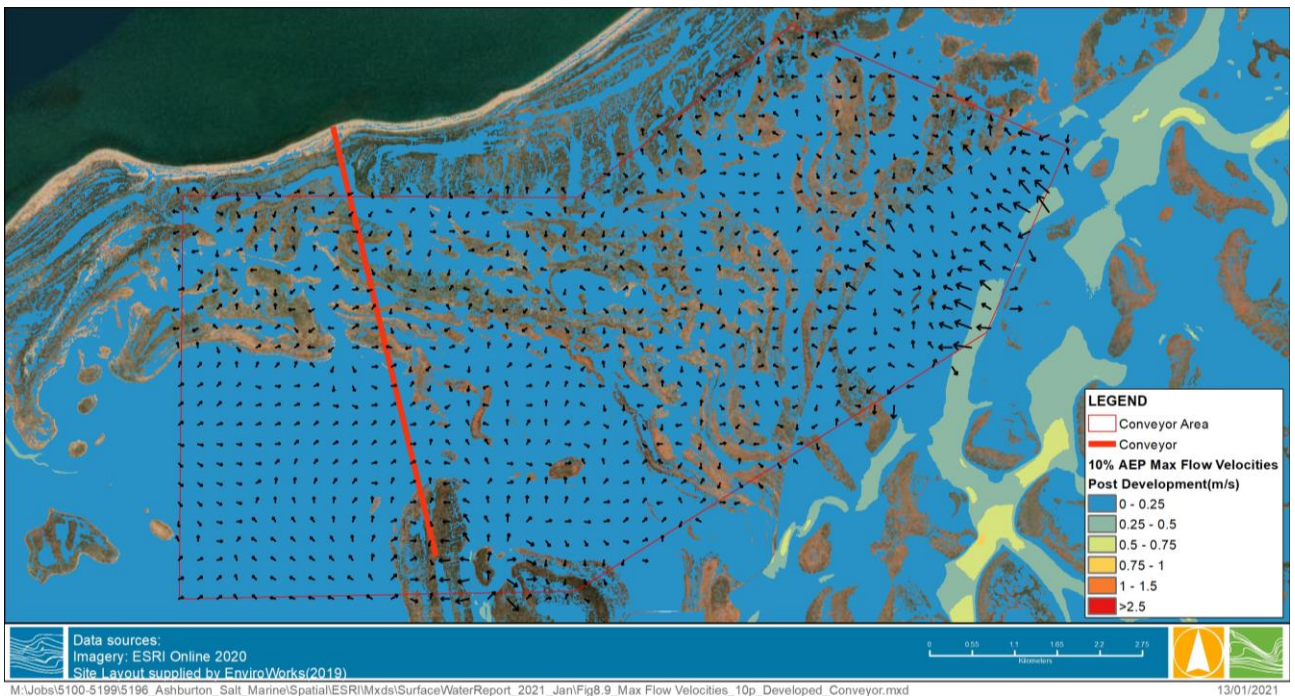 LEGEND
Conveyor Area
Conveyor
10% AEP Max Flow Velocities
Post Development(m/s)
0 - 0.25
0.25 - 0.5
0.5 - 0.75
0.75 - 1
1 - 1.5
>2.5
Data sources:
Imagery: ESRI Online 2020
Site Layout supplied by EnviroWorks(2019)
0 0.55 1.1 1.65 2.2 2.75
Kilometers
M:\Jobs\5100-5199\5196_Ashburton_Salt_Marine\Spatial\ESRI\Mxds\SurfaceWaterReport_2021_Jan\Fig8.9_Max Flow Velocities_10p_Developed_Conveyor.mxd
13/01/2021